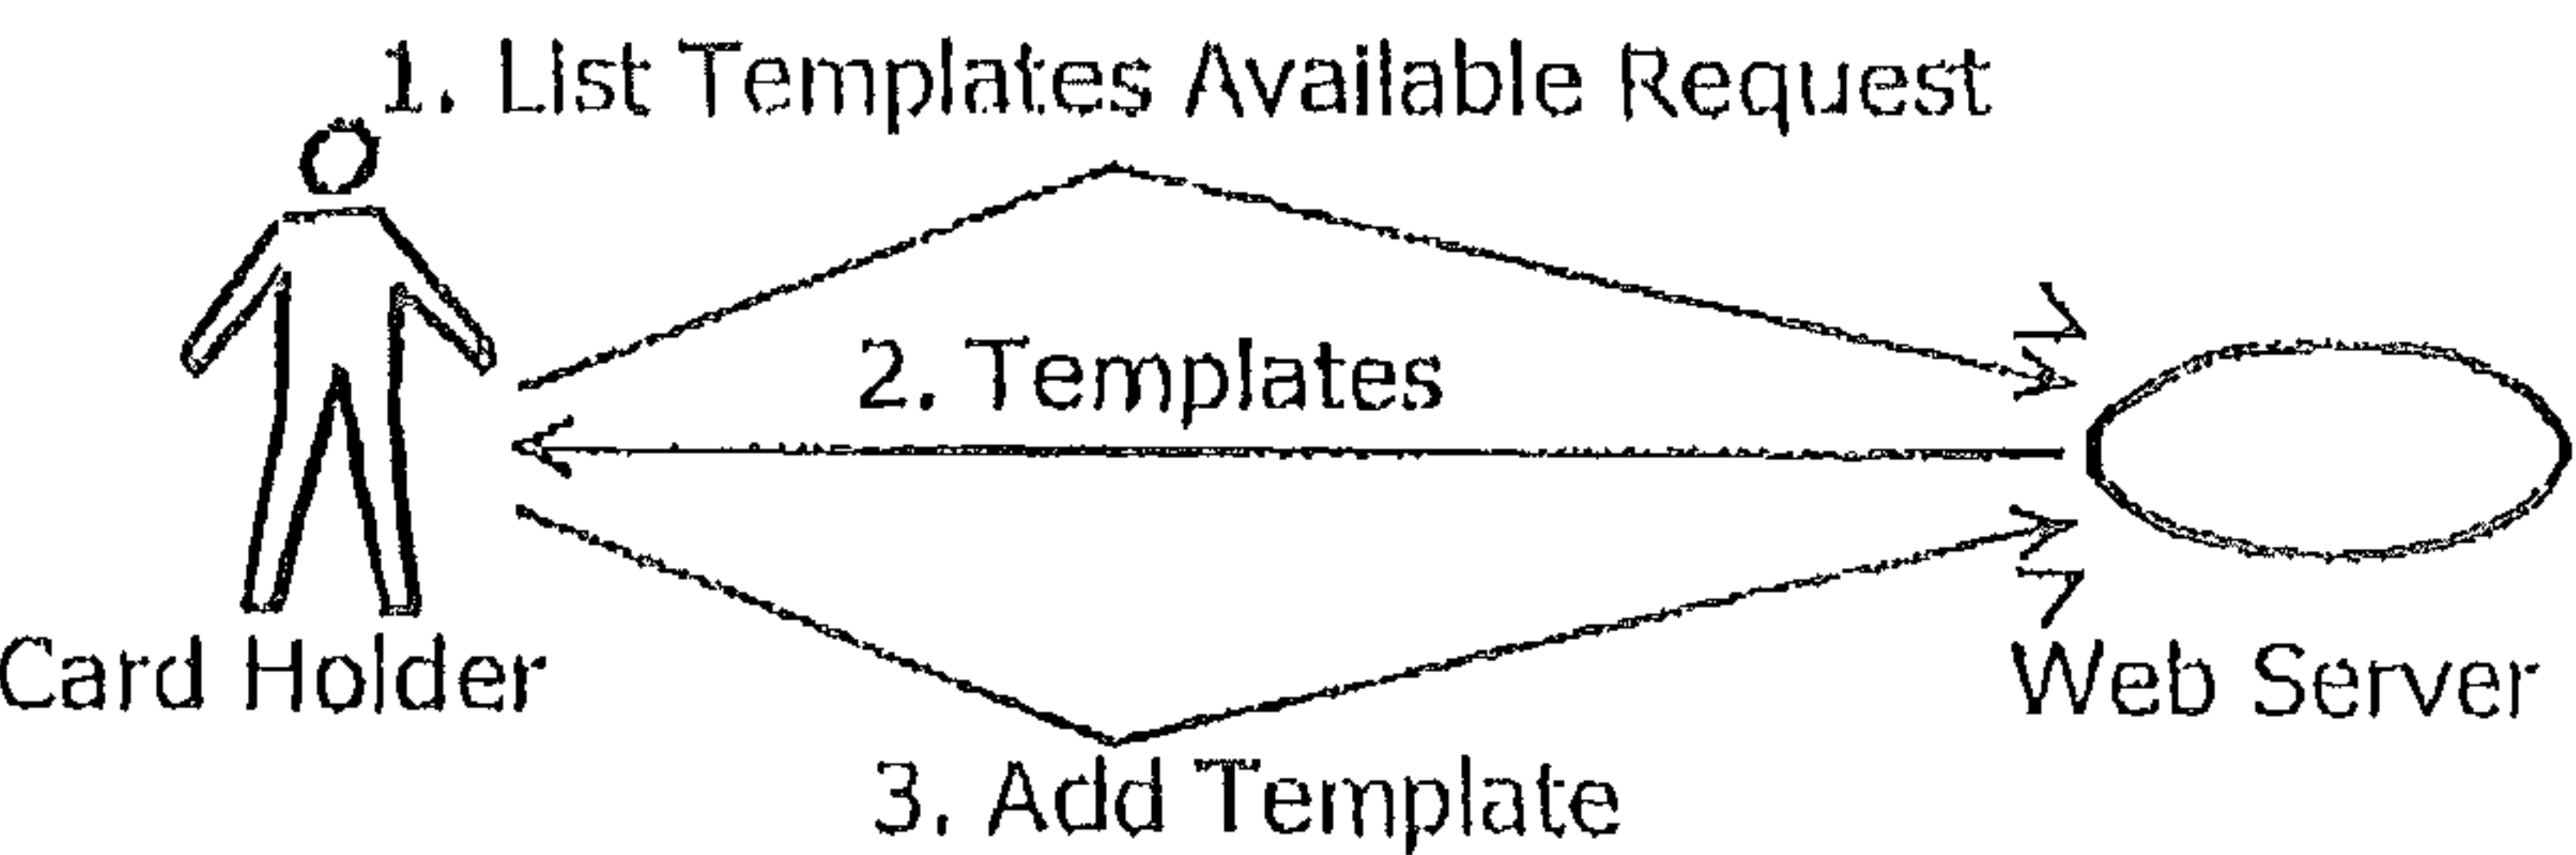 1. List Templates Available Request
2. Templates
Card Holder
Web Server
3. Add Template